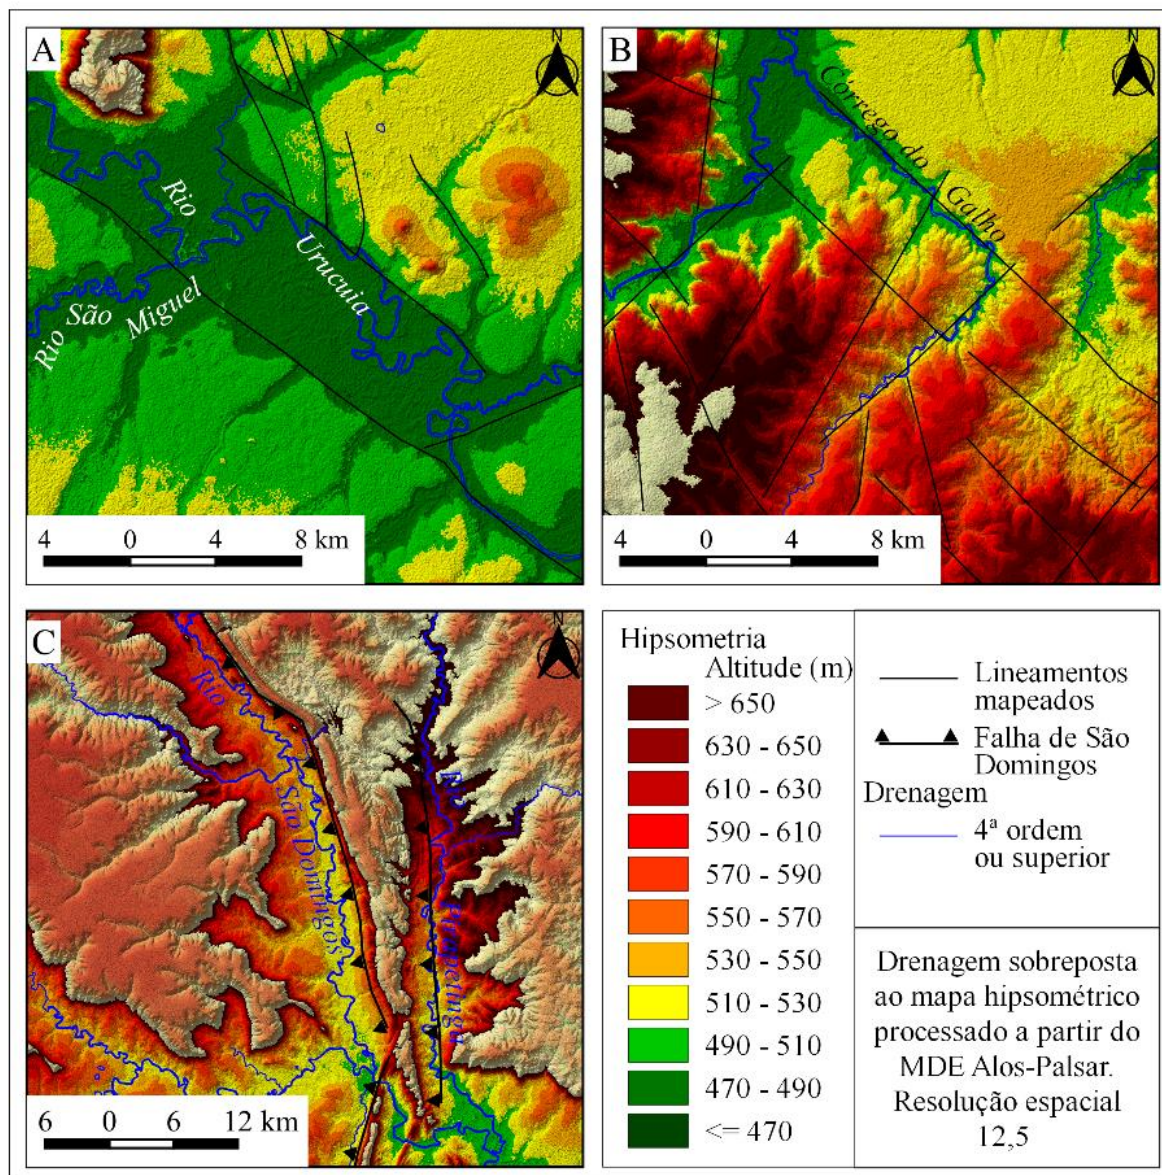 A
N
Rio
Urucuia
Rio São Miguel
4 0 4 8 km
B
N
Córrego do Galho
4 0 4 8 km
C
N
Rio
São Domingos
Rio
Piratinga
6 0 6 12 km
Hipsometria
Altitude (m)
> 650
630 - 650
610 - 630
590 - 610
570 - 590
550 - 570
530 - 550
510 - 530
490 - 510
470 - 490
<= 470
Lineamentos
mapeados
Falha de São
Domingos
Drenagem
4ª ordem
ou superior
Drenagem sobreposta
ao mapa hipsométrico
processado a partir do
MDE Alos-Palsar.
Resolução espacial
12,5